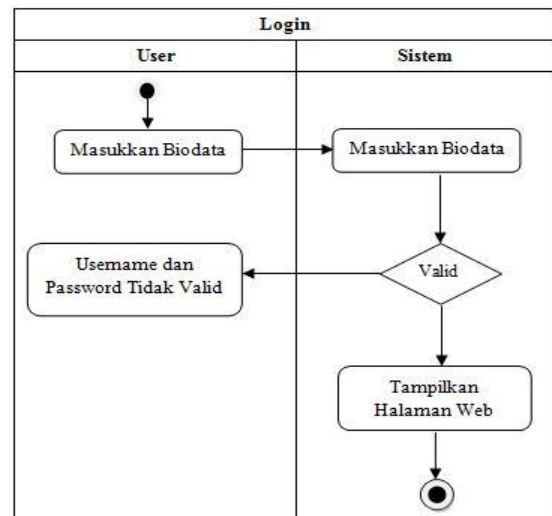 Login
User
Sistem
Masukkan Biodata
Masukkan Biodata
Username dan
Password Tidak Valid
Valid
Tampilkan
Halaman Web